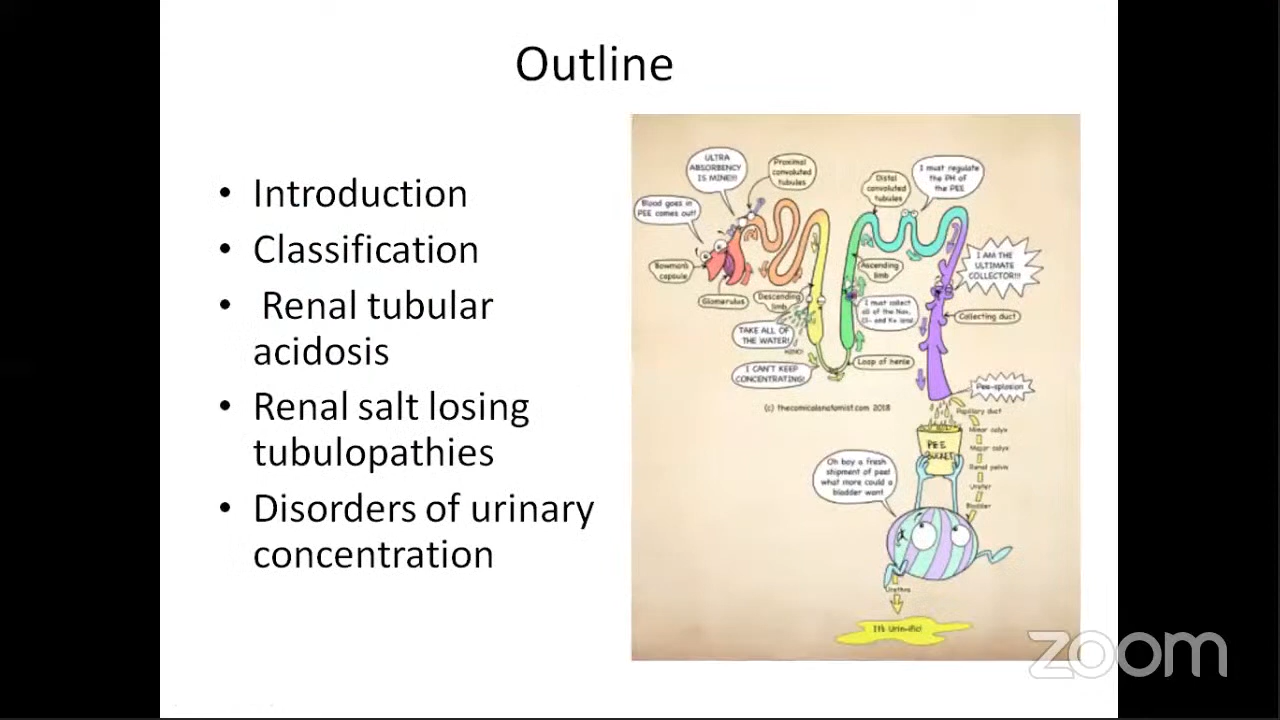 Outline
• Introduction
• Classification
• Renal tubular
acidosis
• Renal salt losing
tubulopathies
• Disorders of urinary
concentration
ULTRA
ABSORBENCY
IS MINE!!!
Proximal
convoluted
tubules
Blood goes in
PEE comes out!
Bowman's
capsule
Glomerulus
Descending
limb
TAKE ALL OF
THE WATER!
I CAN'T KEEP
CONCENTRATING!
Distal
convoluted
tubules
I must regulate
the PH of
the PEE
Ascending
limb
I must collect
all of the Na+,
Cl- and K+ ions!
Loop of henle
I AM THE
ULTIMATE
COLLECTOR!!!
Collecting duct
(c) thecomicalanatomist.com 2018
Pee-splosion
Papillary duct
Minor calyx
Major calyx
Renal pelvis
Ureter
Bladder
PEE
BUCKET
Oh boy a fresh
shipment of pee!
what more could a
bladder want
Urethra
It's Urinific!
zoom